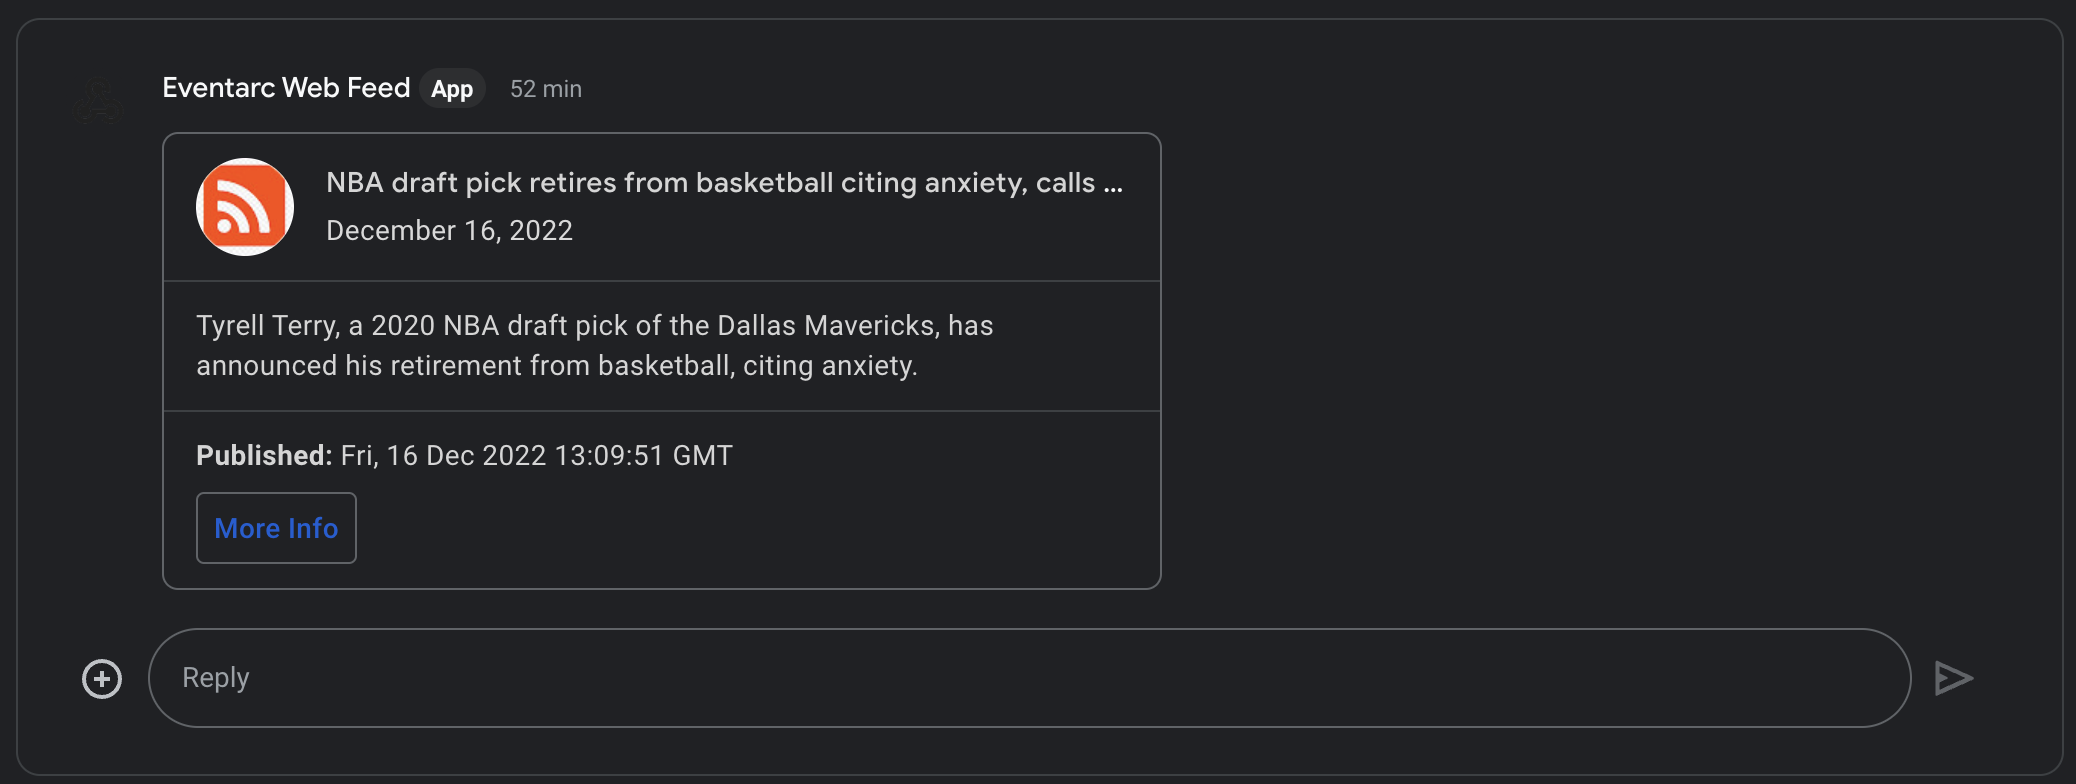 Eventarc Web Feed App 52 min
NBA draft pick retires from basketball citing anxiety, calls ...
December 16, 2022
Tyrell Terry, a 2020 NBA draft pick of the Dallas Mavericks, has
announced his retirement from basketball, citing anxiety.
Published: Fri, 16 Dec 2022 13:09:51 GMT
More Info
Reply